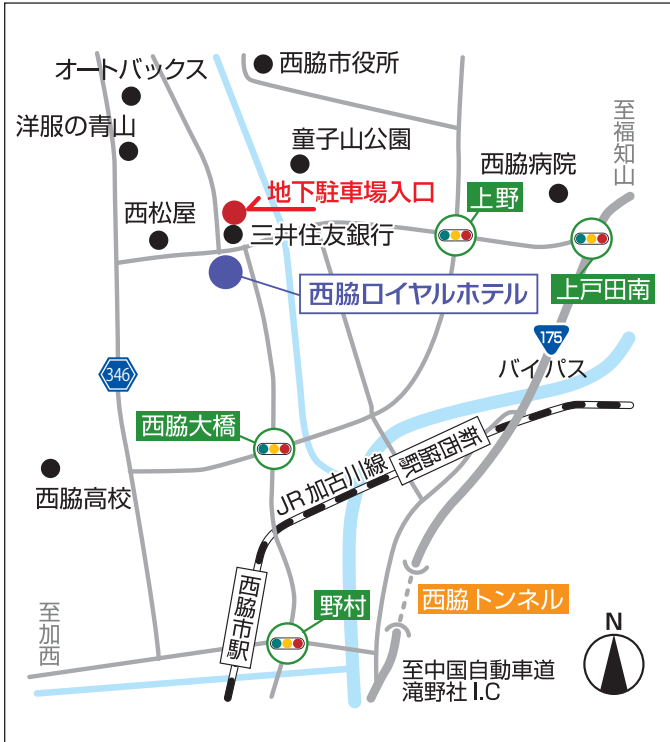 オートバックス
西脇市役所
洋服の青山
童子山公園
至福知山
西脇病院
地下駐車場入口
上野
西松屋
三井住友銀行
西脇ロイヤルホテル
上戸田南
175
バイパス
346
西脇大橋
新西脇駅
JR加古川線
西脇高校
西脇市駅
野村
西脇トンネル
至加西
N
至中国自動車道
滝野社I.C